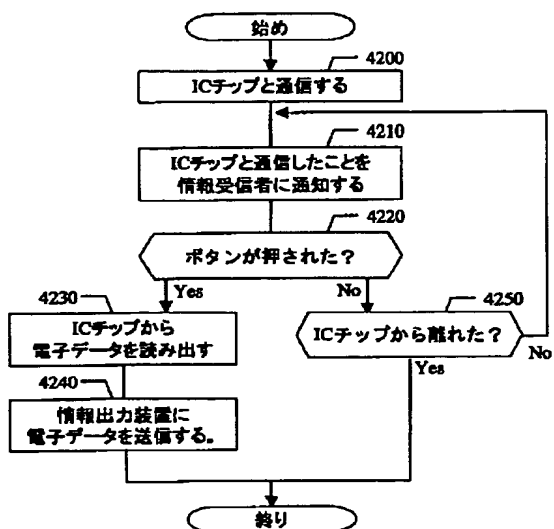 始め
4200
ICチップと通信する
4210
ICチップと通信したことを
情報受信者に通知する
4220
ボタンが押された？
Yes
No
4230
ICチップから
電子データを読み出す
4250
ICチップから離れた？
No
Yes
4240
情報出力装置に
電子データを送信する。
終り